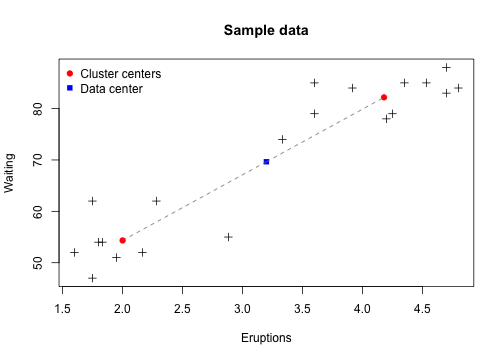 Sample data
Cluster centers
Data center
Waiting
80
70
60
50
1.5 2.0 2.5 3.0 3.5 4.0 4.5
Eruptions